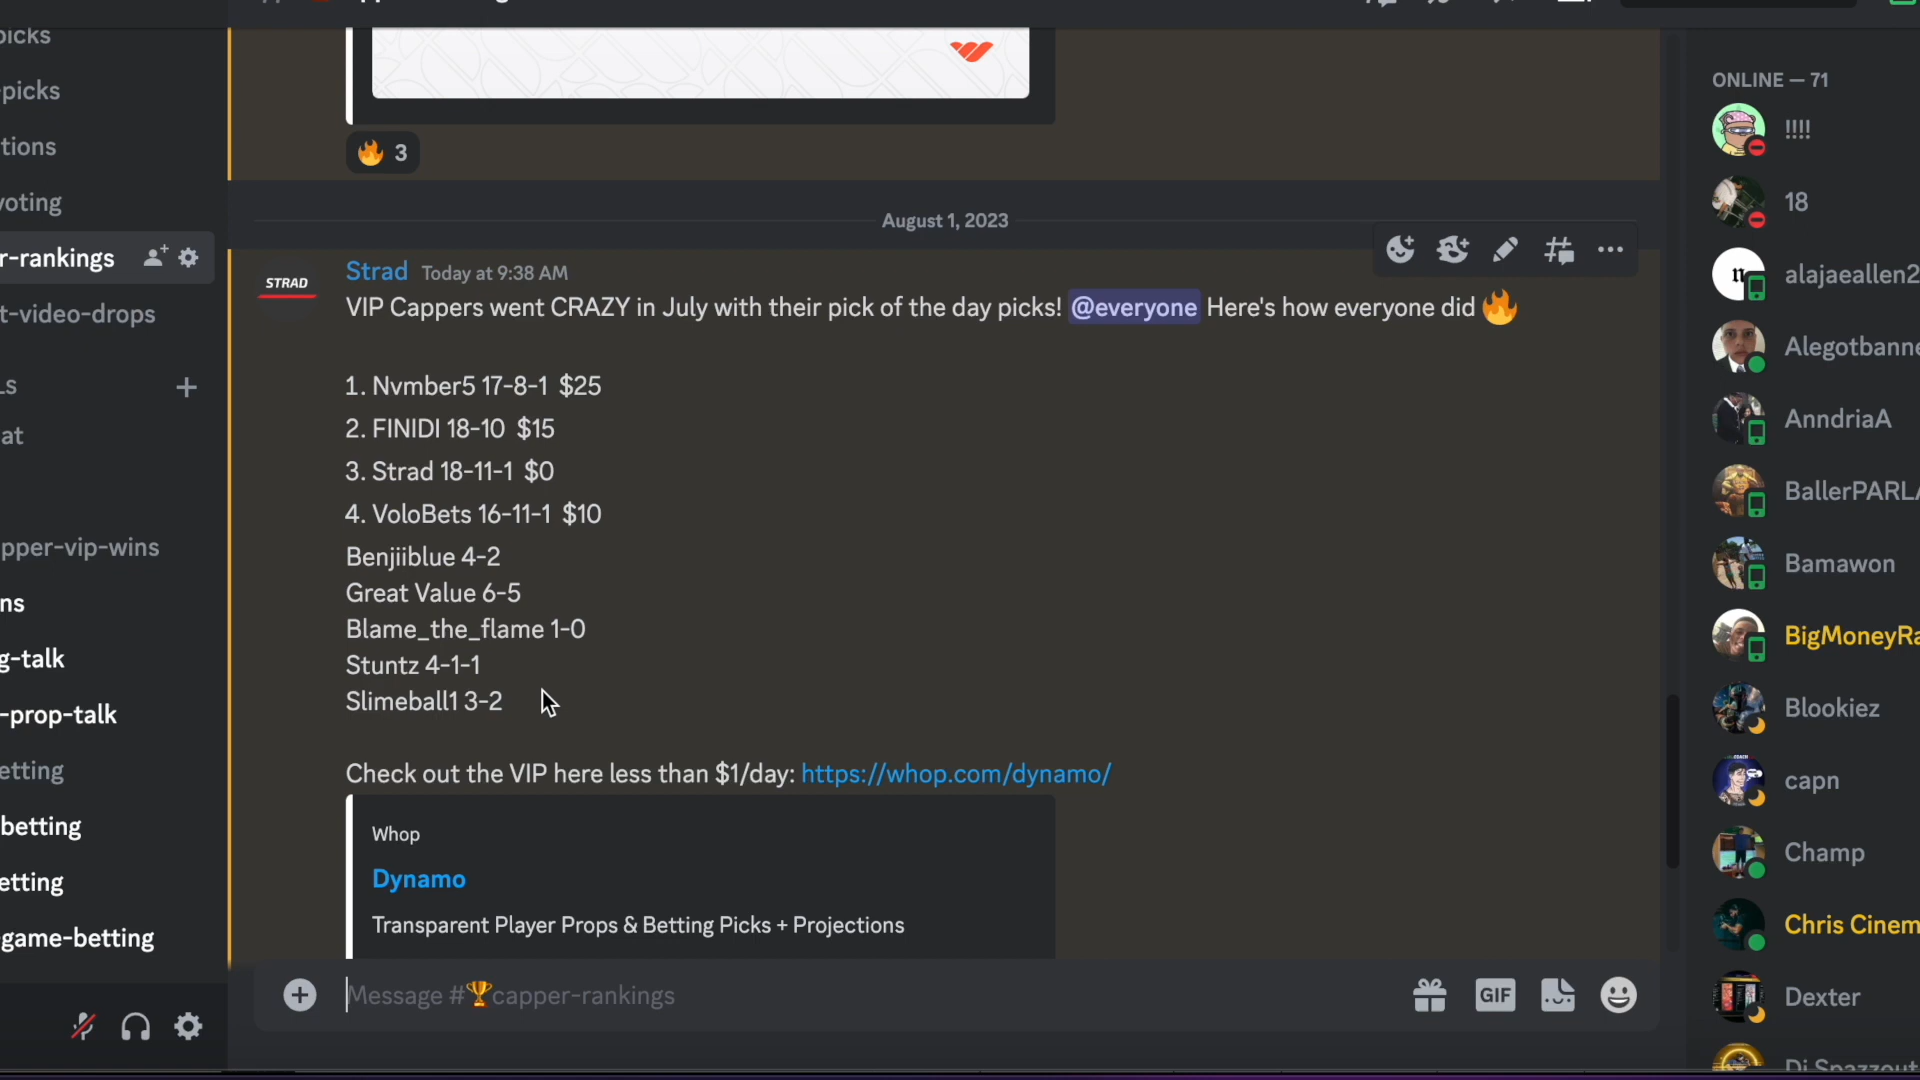 picks
-picks
tions
voting
r-rankings
t-video-drops
LS
at
pper-vip-wins
ns
g-talk
-prop-talk
etting
betting
etting
-game-betting
🔥 3
August 1, 2023
STRAD
Strad Today at 9:38 AM
VIP Cappers went CRAZY in July with their pick of the day picks! @everyone Here's how everyone did 🔥
1. Nvmber5 17-8-1 $25
2. FINIDI 18-10 $15
3. Strad 18-11-1 $0
4. VoloBets 16-11-1 $10
Benjiiblue 4-2
Great Value 6-5
Blame_the_flame 1-0
Stuntz 4-1-1
Slimeball1 3-2
Check out the VIP here less than $1/day: https://whop.com/dynamo/
Whop
Dynamo
Transparent Player Props & Betting Picks + Projections
Message #🏆capper-rankings
GIF
ONLINE — 71
!!!!
18
alajaeallen2
Alegotbanne
AnndriaA
BallerPARLA
Bamawon
BigMoneyRa
Blookiez
capn
Champ
Chris Cinem
Dexter
Dj Spazzout